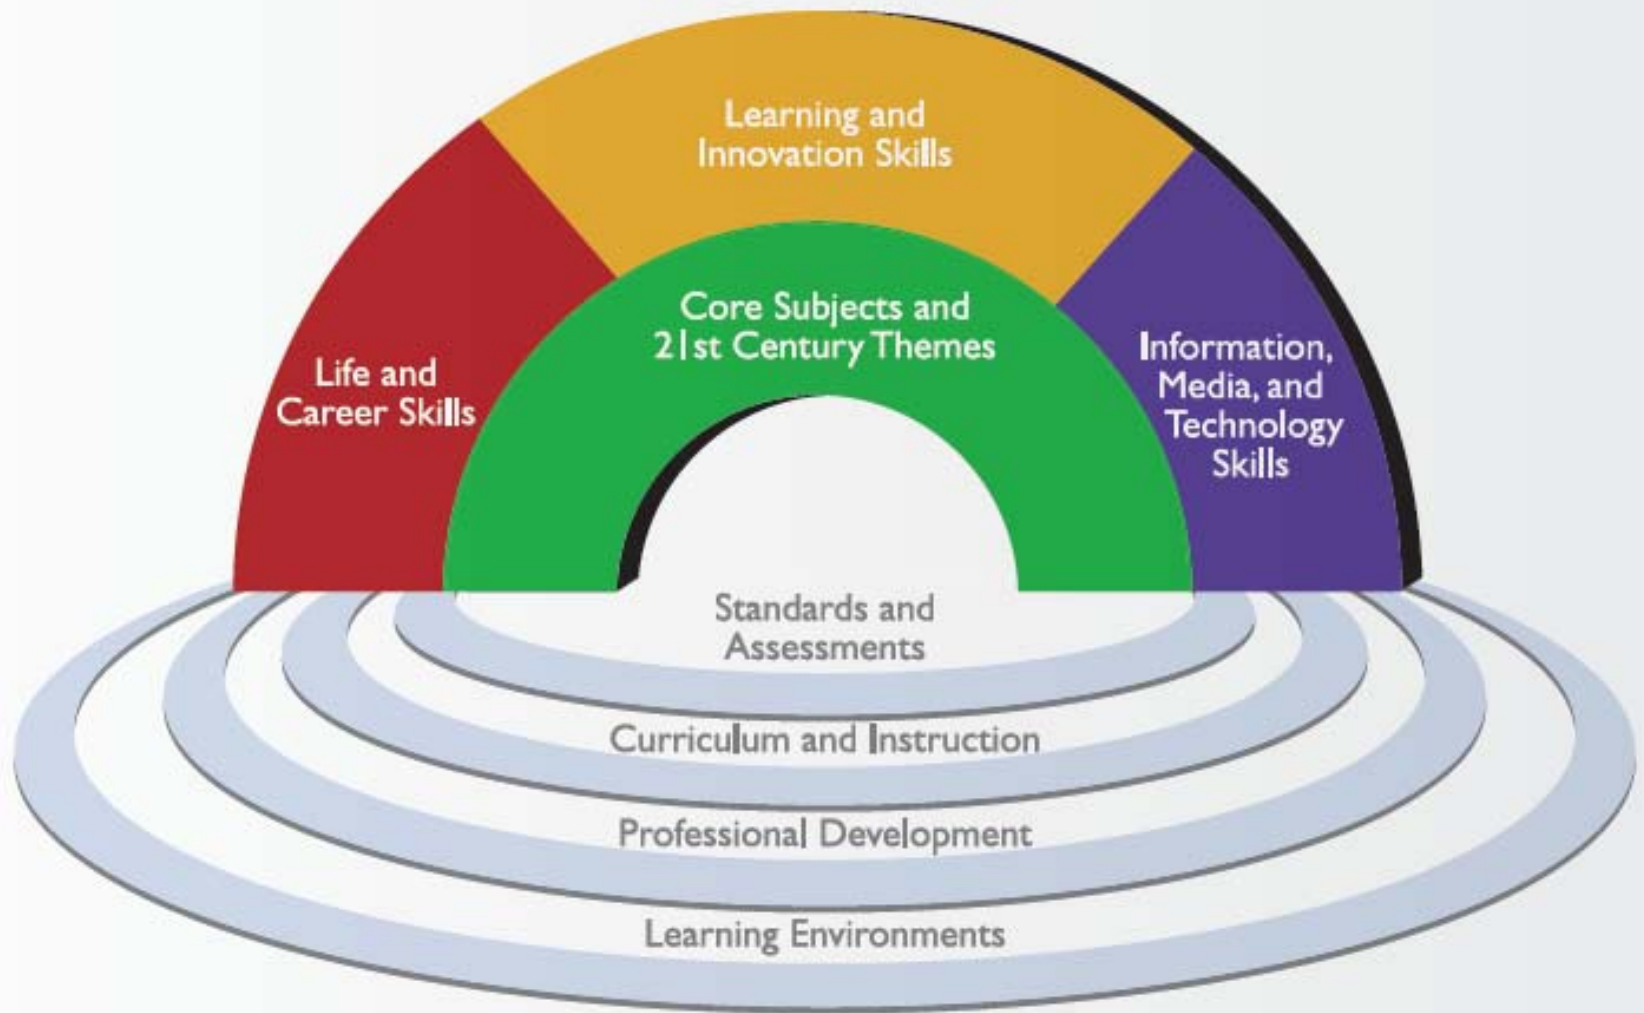 Learning and
Innovation Skills
Core Subjects and
21st Century Themes
Life and
Career Skills
Information,
Media, and
Technology
Skills
Standards and
Assessments
Curriculum and Instruction
Professional Development
Learning Environments